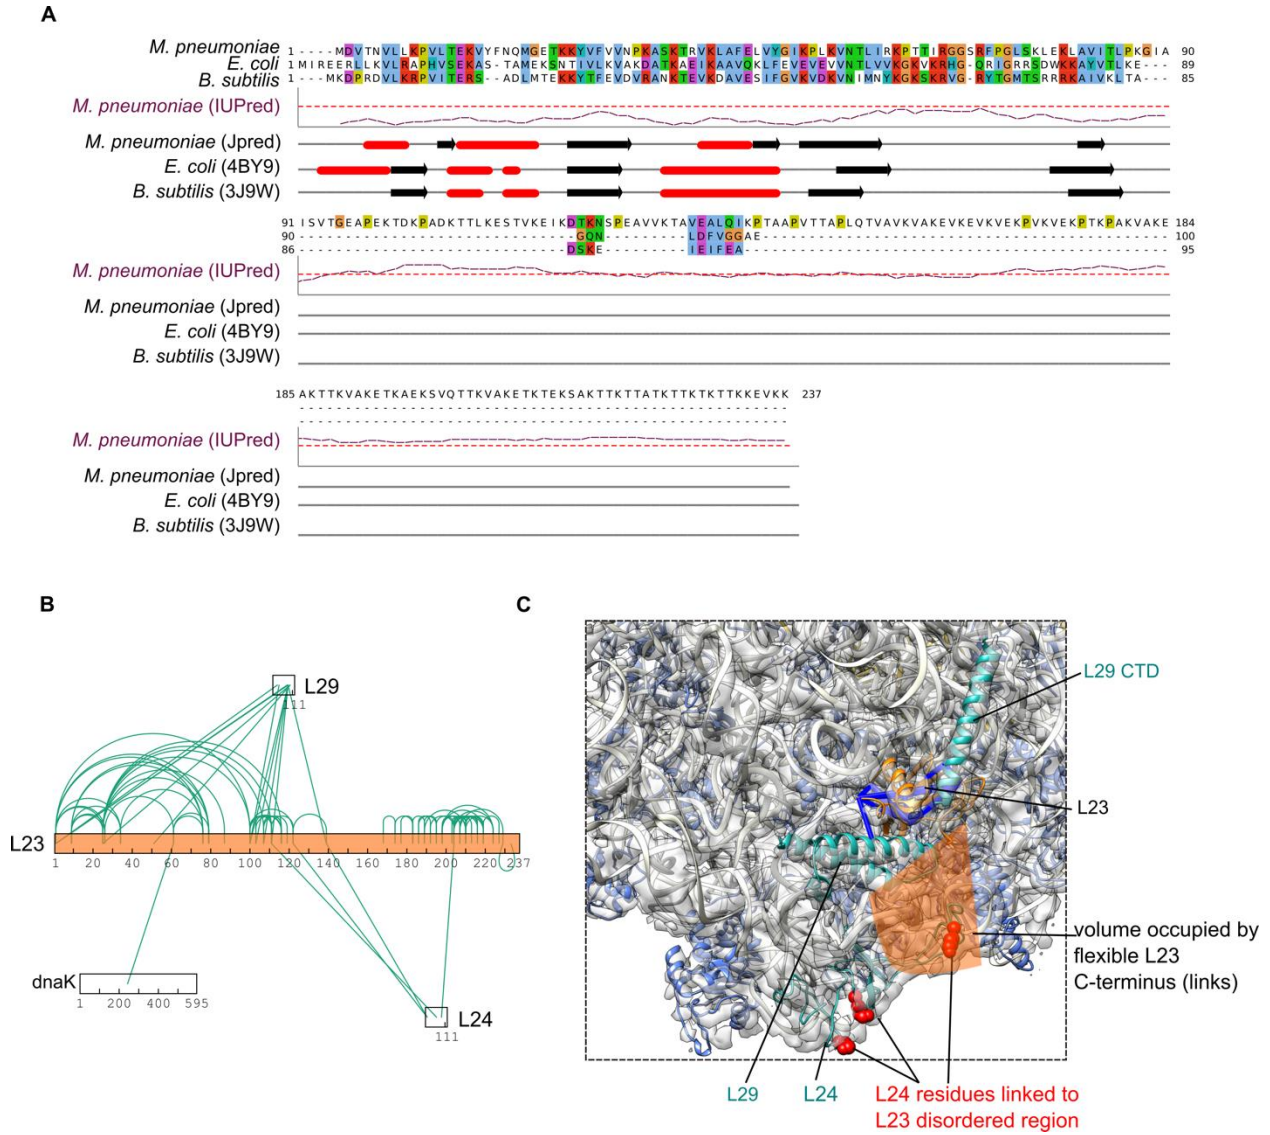 A
M. pneumoniae 1 ----MDVTNVLLKPVLTEKVYFNQMGETKKYVFVVNPKASKTRVKLAFELVYGIKPLKVNTLIRKPTTIRGGSRFPGLSKLEKLAVITLPKGIA 90
E. coli 1 MIREERLLKVLRAPHVSEKAS-TAMEKSNTIVLKVAKDATKAEIKAAVQKLFEVEVEVVNTLVVKGKVKRHG-QRIGRRSDWKKAYVTLKE--- 89
B. subtilis 1 ---MKDPRDVLKRPVITERS--ADLMTEKKYTFEVDVRANKTEVKDAVESIFGVKVDKVNIMNYKGKSKRVG-RYTGMTSRRRKAIVKLTA--- 85
M. pneumoniae (IUPred)
M. pneumoniae (Jpred)
E. coli (4BY9)
B. subtilis (3J9W)
91 ISVTGEAPEKTDKPADKTTLKESTVKEIKDTKNSPEAVVKTAVEALQIKPTAAPVTTAPLQTVAVKVAKEVKEVKVEKPVKVEKPTKPAKVAKE 184
90 ------------------------------GQN---------LDFVGGAE-------------------------------------------- 100
86 -----------------------------DSKE---------IEIFEA---------------------------------------------- 95
M. pneumoniae (IUPred)
M. pneumoniae (Jpred)
E. coli (4BY9)
B. subtilis (3J9W)
185 AKTTKVAKETKAEKSVQTTKVAKETKTEKSAKTTKTTKTTATKTTKTKTTKKEVKK 237
M. pneumoniae (IUPred)
M. pneumoniae (Jpred)
E. coli (4BY9)
B. subtilis (3J9W)
B
L29
111
L23
1 20 40 60 80 100 120 140 160 180 200 220 237
dnaK
1 200 400 595
L24
111
C
L29 CTD
L23
volume occupied by
flexible L23
C-terminus (links)
L29
L24
L24 residues linked to
L23 disordered region